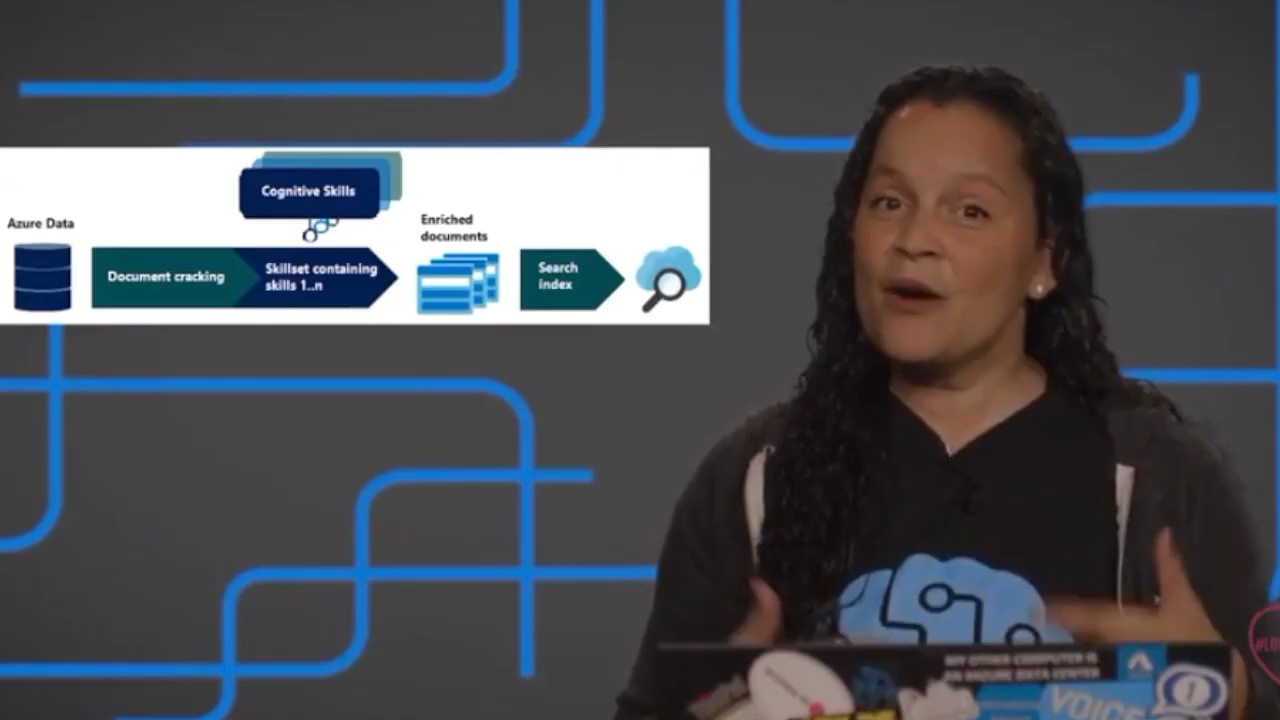 Cognitive Skills
Azure Data
Enriched
documents
Document cracking
Skillset containing
skills 1..n
Search
index
MY OTHER COMPUTER IS
AN AZURE DATA CENTER
VOICE